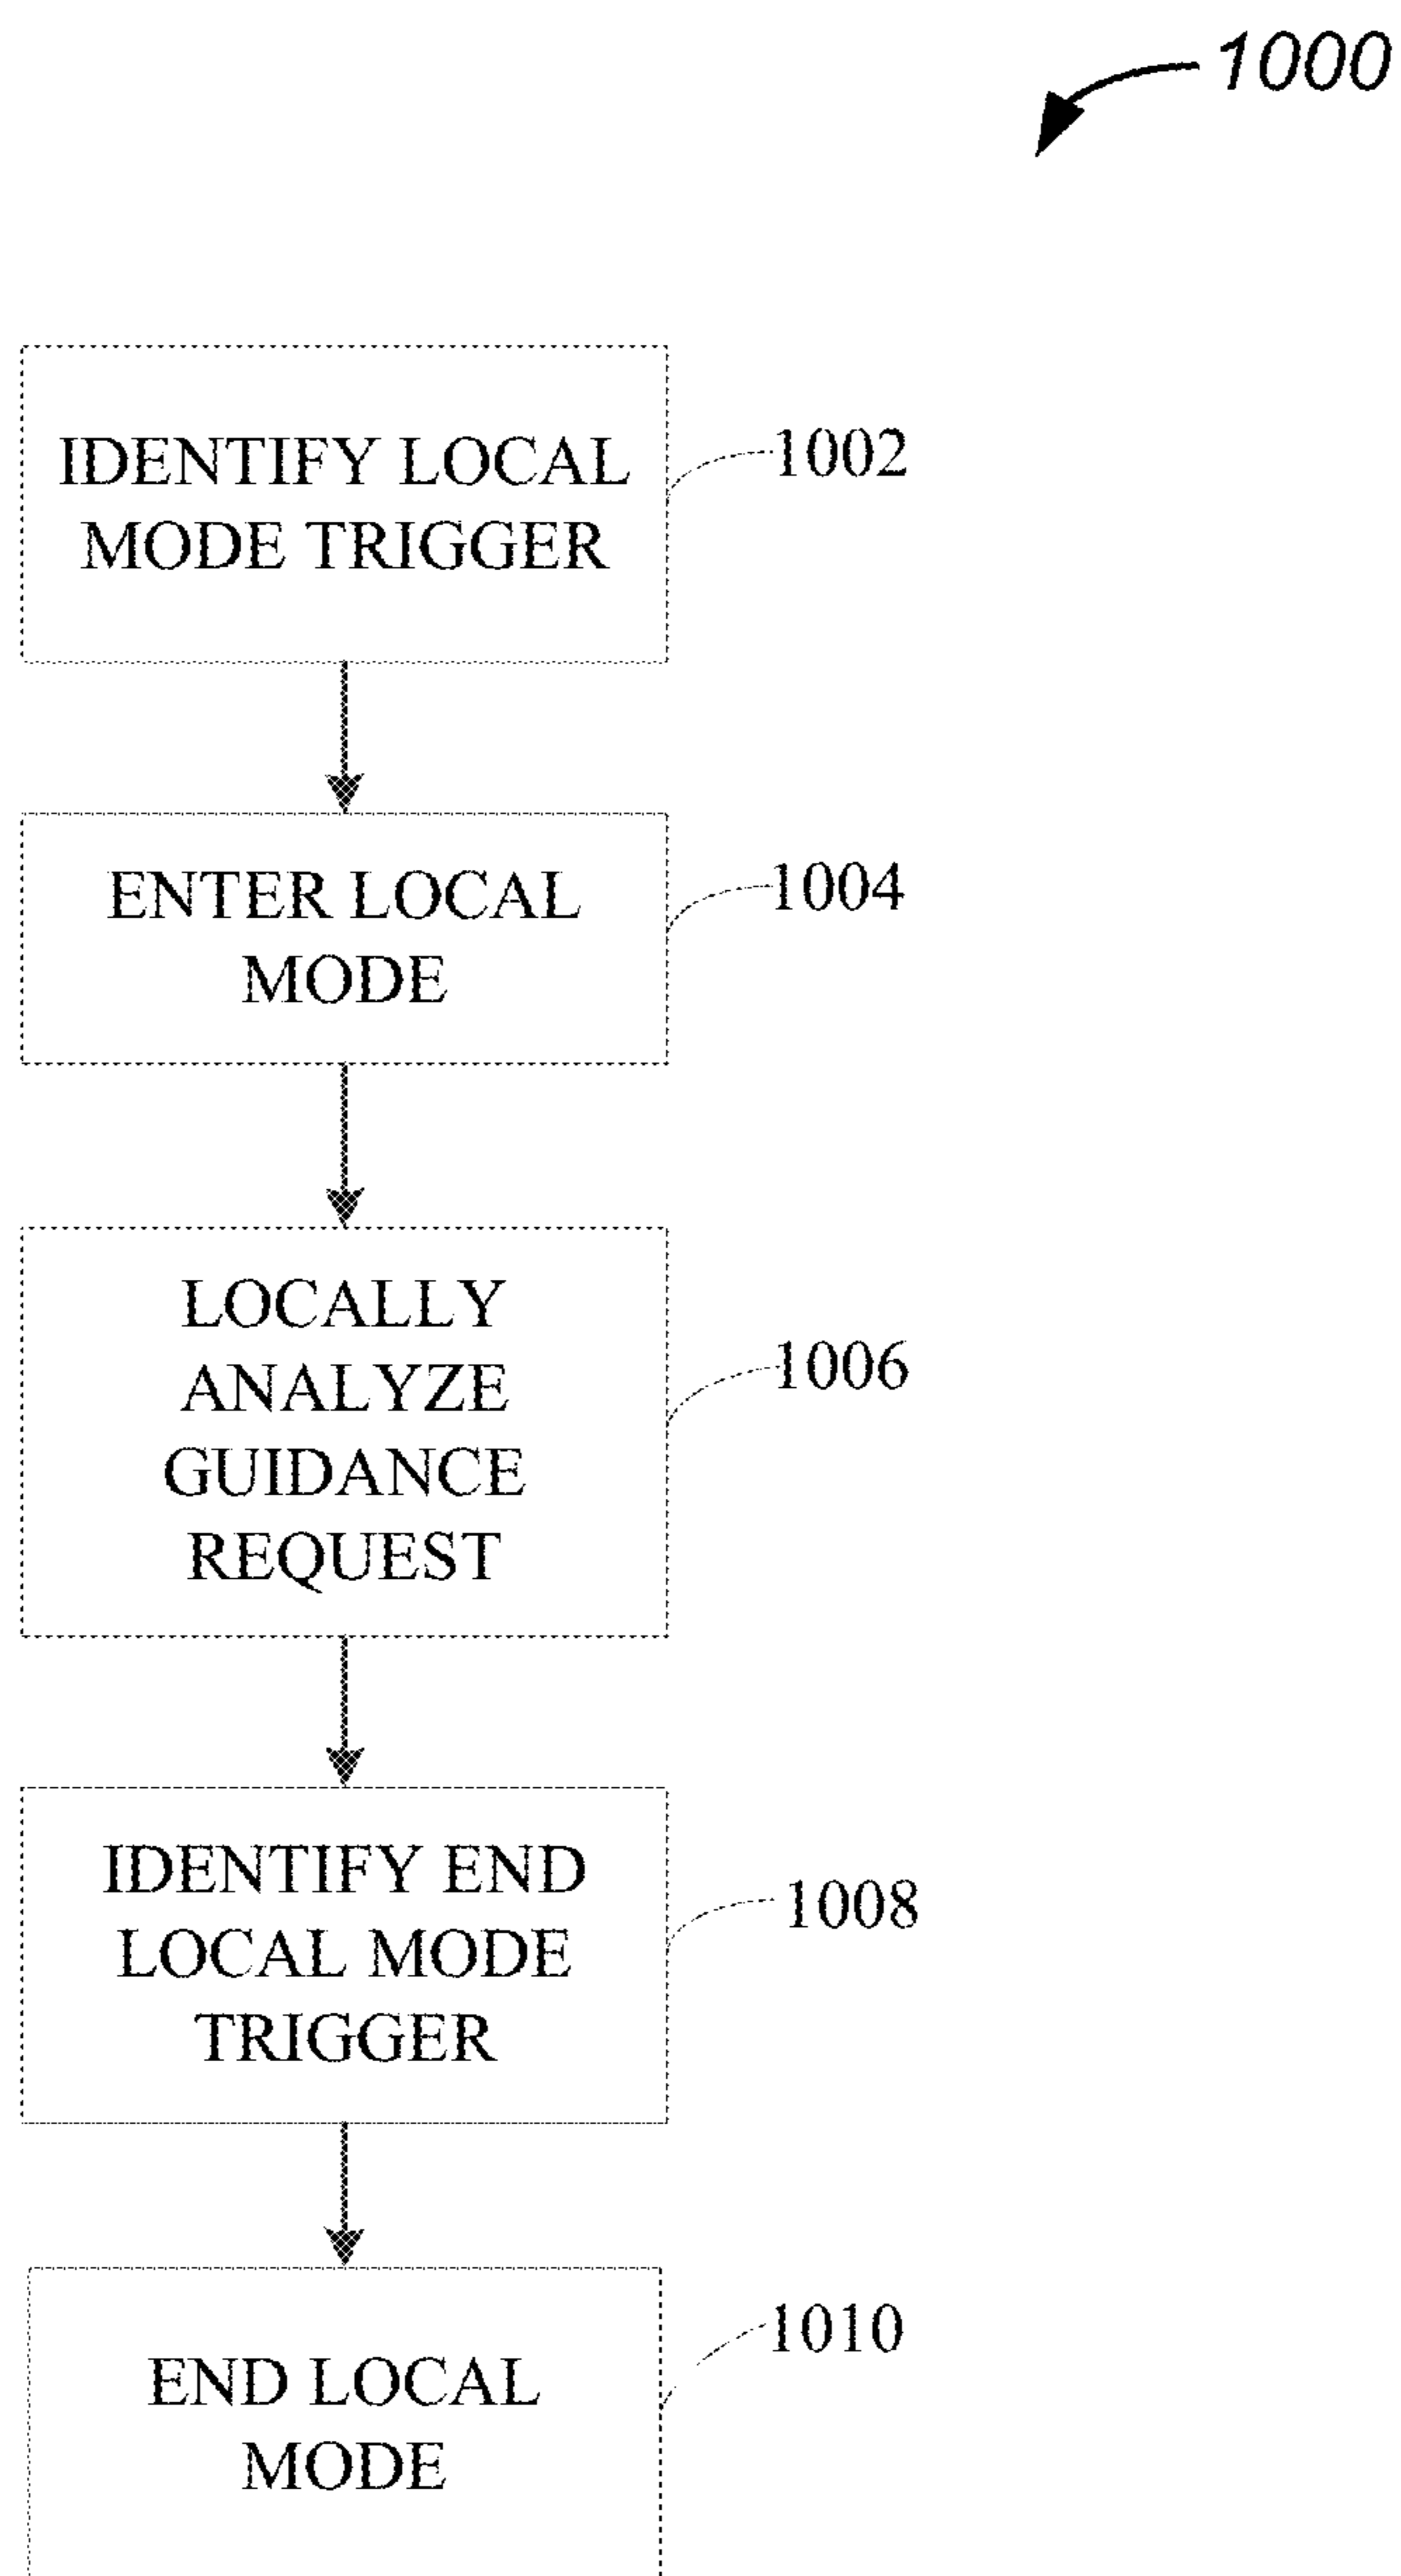 1000
IDENTIFY LOCAL
MODE TRIGGER
1002
ENTER LOCAL
MODE
1004
LOCALLY
ANALYZE
GUIDANCE
REQUEST
1006
IDENTIFY END
LOCAL MODE
TRIGGER
1008
END LOCAL
MODE
1010